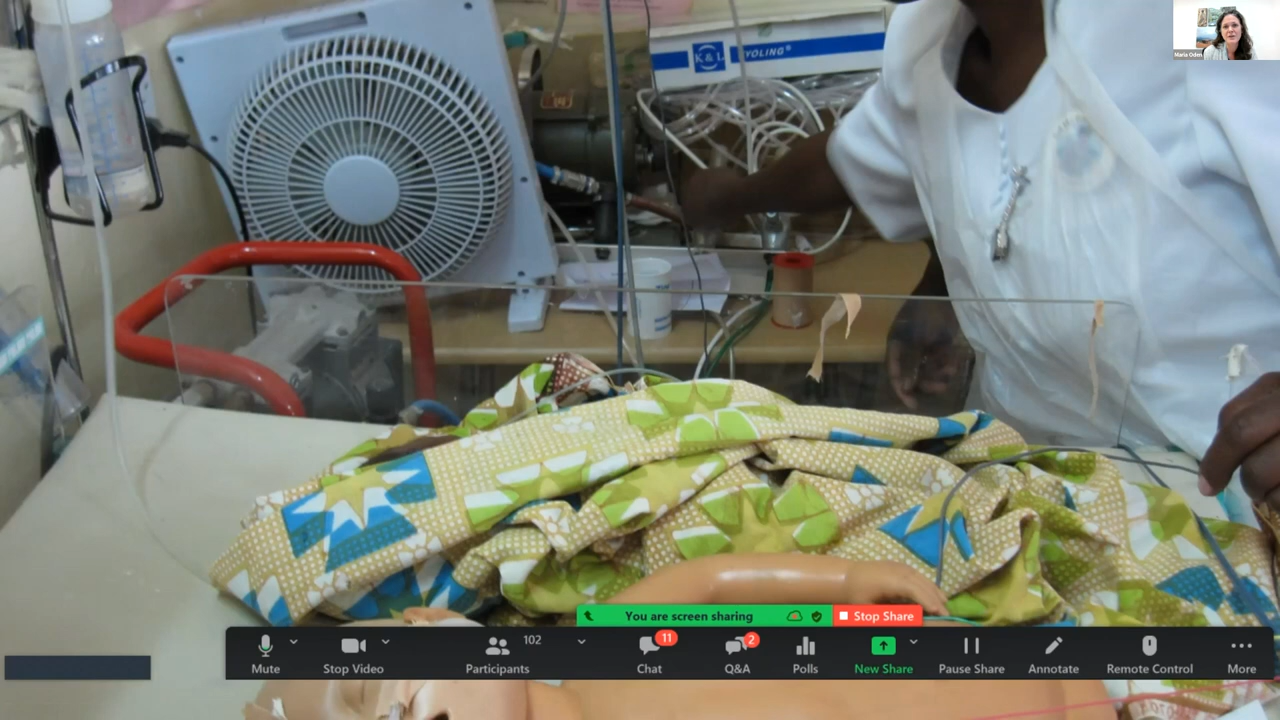 K & L
YOLING®
Maria Oden
You are screen sharing
Stop Share
102
11
2
Mute
Stop Video
Participants
Chat
Q&A
Polls
New Share
Pause Share
Annotate
Remote Control
More